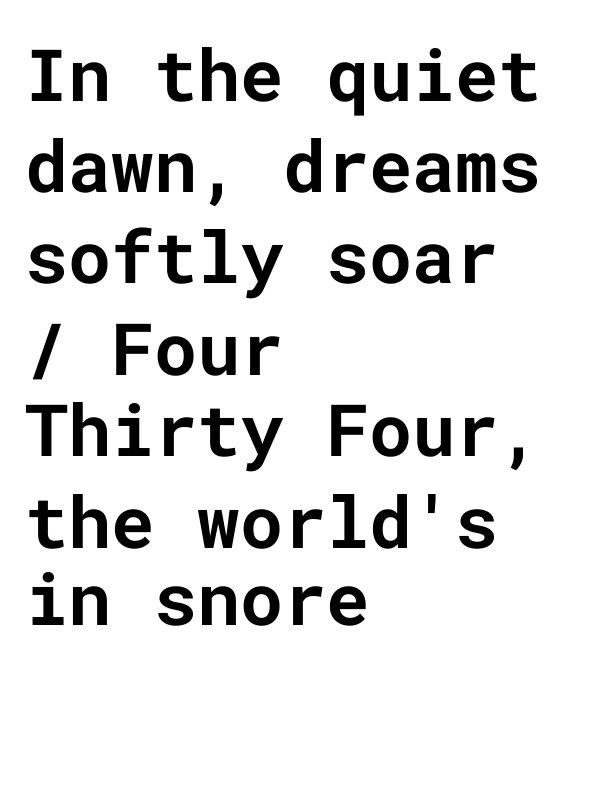 In the quiet
dawn, dreams
softly soar
/ Four
Thirty Four,
the world's
in snore